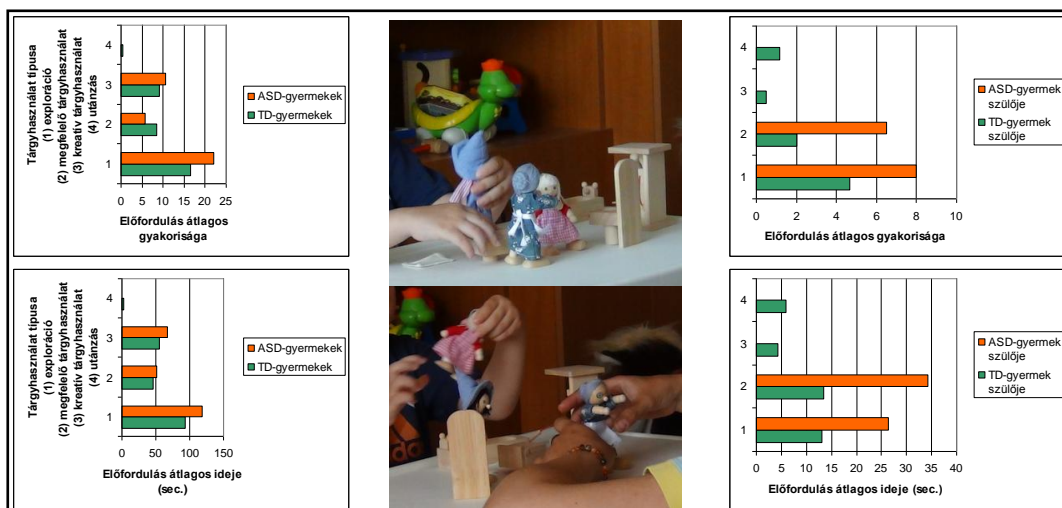 Tárgyhasználat típusa
(1) exploráció
(2) megfelelő tárgyhasználat
(3) kreatív tárgyhasználat
(4) utánzás
4
3
2
1
0 5 10 15 20 25
Előfordulás átlagos
gyakorisága
ASD-gyermekek
TD-gyermekek
4
3
2
1
0 2 4 6 8 10
Előfordulás átlagos gyakorisága
ASD-gyermek
szülője
TD-gyermek
szülője
Tárgyhasználat típusa
(1) exploráció
(2) megfelelő tárgyhasználat
(3) kreatív tárgyhasználat
(4) utánzás
4
3
2
1
0 50 100 150
Előfordulás átlagos ideje
(sec.)
ASD-gyermekek
TD-gyermekek
4
3
2
1
0 5 10 15 20 25 30 35 40
Előfordulás átlagos ideje (sec.)
ASD-gyermek
szülője
TD-gyermek
szülője